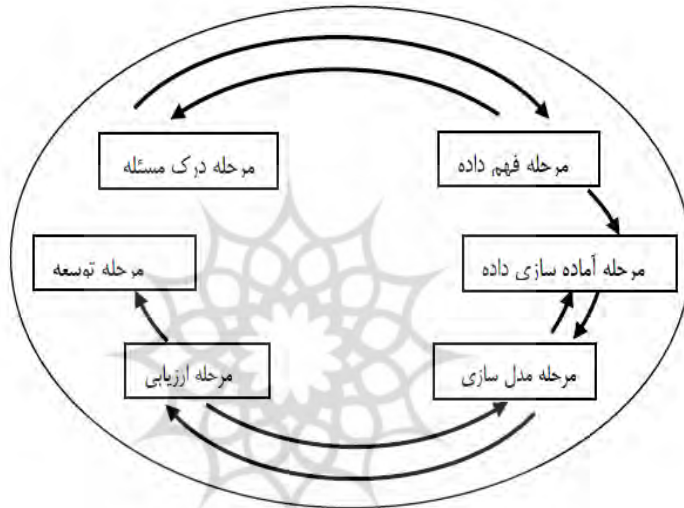 مرحله درک مسئله
مرحله فهم داده
مرحله توسعه
مرحله آماده سازی داده
مرحله ارزیابی
مرحله مدل سازی